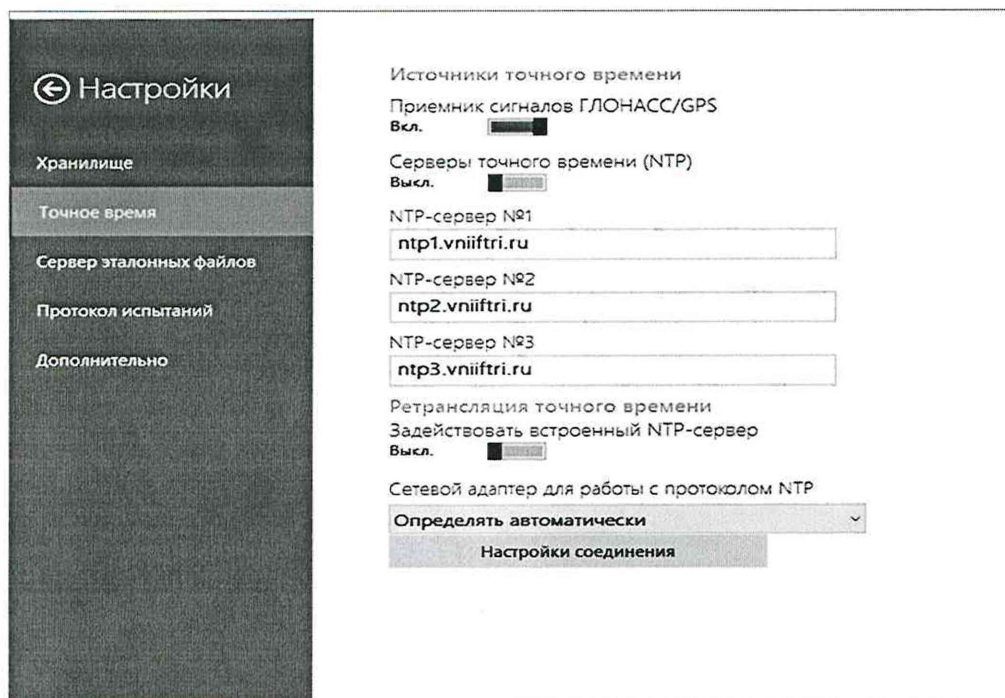 Настройки
Хранилище
Точное время
Сервер эталонных файлов
Протокол испытаний
Дополнительно
Источники точного времени
Приемник сигналов ГЛОНАСС/GPS
Вкл.
Серверы точного времени (NTP)
Выкл.
NTP-сервер №1
ntp1.vniiftri.ru
NTP-сервер №2
ntp2.vniiftri.ru
NTP-сервер №3
ntp3.vniiftri.ru
Ретрансляция точного времени
Задействовать встроенный NTP-сервер
Выкл.
Сетевой адаптер для работы с протоколом NTP
Определять автоматически
Настройки соединения